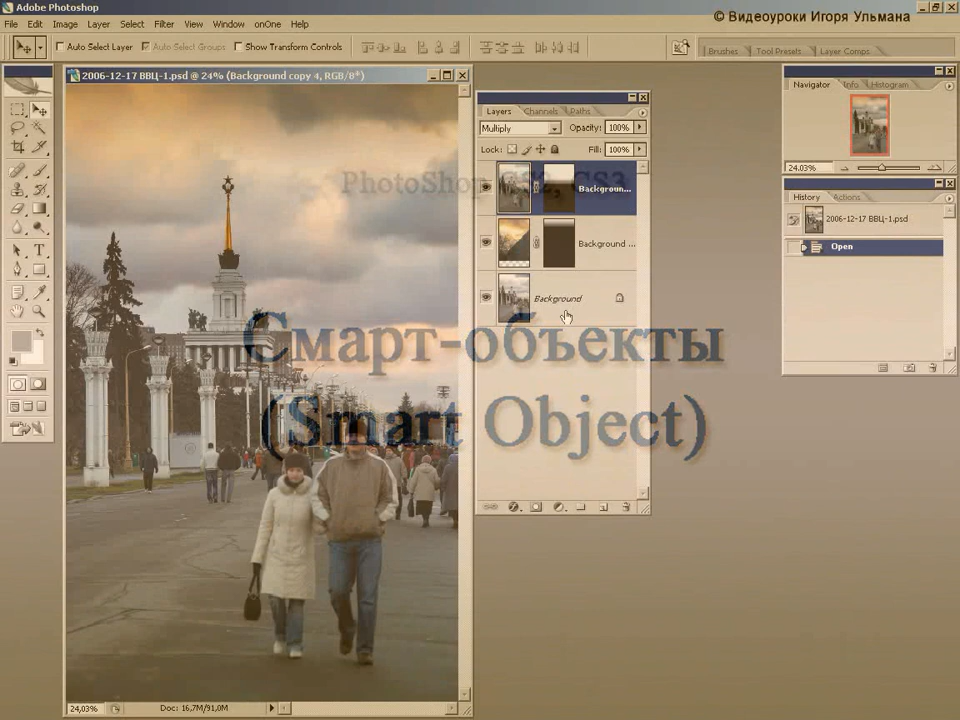 Adobe Photoshop
© Видеоуроки Игоря Ульмана
File Edit Image Layer Select Filter View Window onOne Help
Auto Select Layer Auto Select Groups Show Transform Controls
Brushes Tool Presets Layer Comps
2006-12-17 ВВЦ-1.psd @ 24% (Background copy 4, RGB/8*)
Layers Channels Paths
Multiply Opacity: 100%
Lock: Fill: 100%
Backgroun...
Background ...
Background
PhotoShop CS2, CS3
Смарт-объекты
(Smart Object)
Navigator Info Histogram
24.03%
History Actions
2006-12-17 ВВЦ-1.psd
Open
24,03% Doc: 16,7M/91,0M